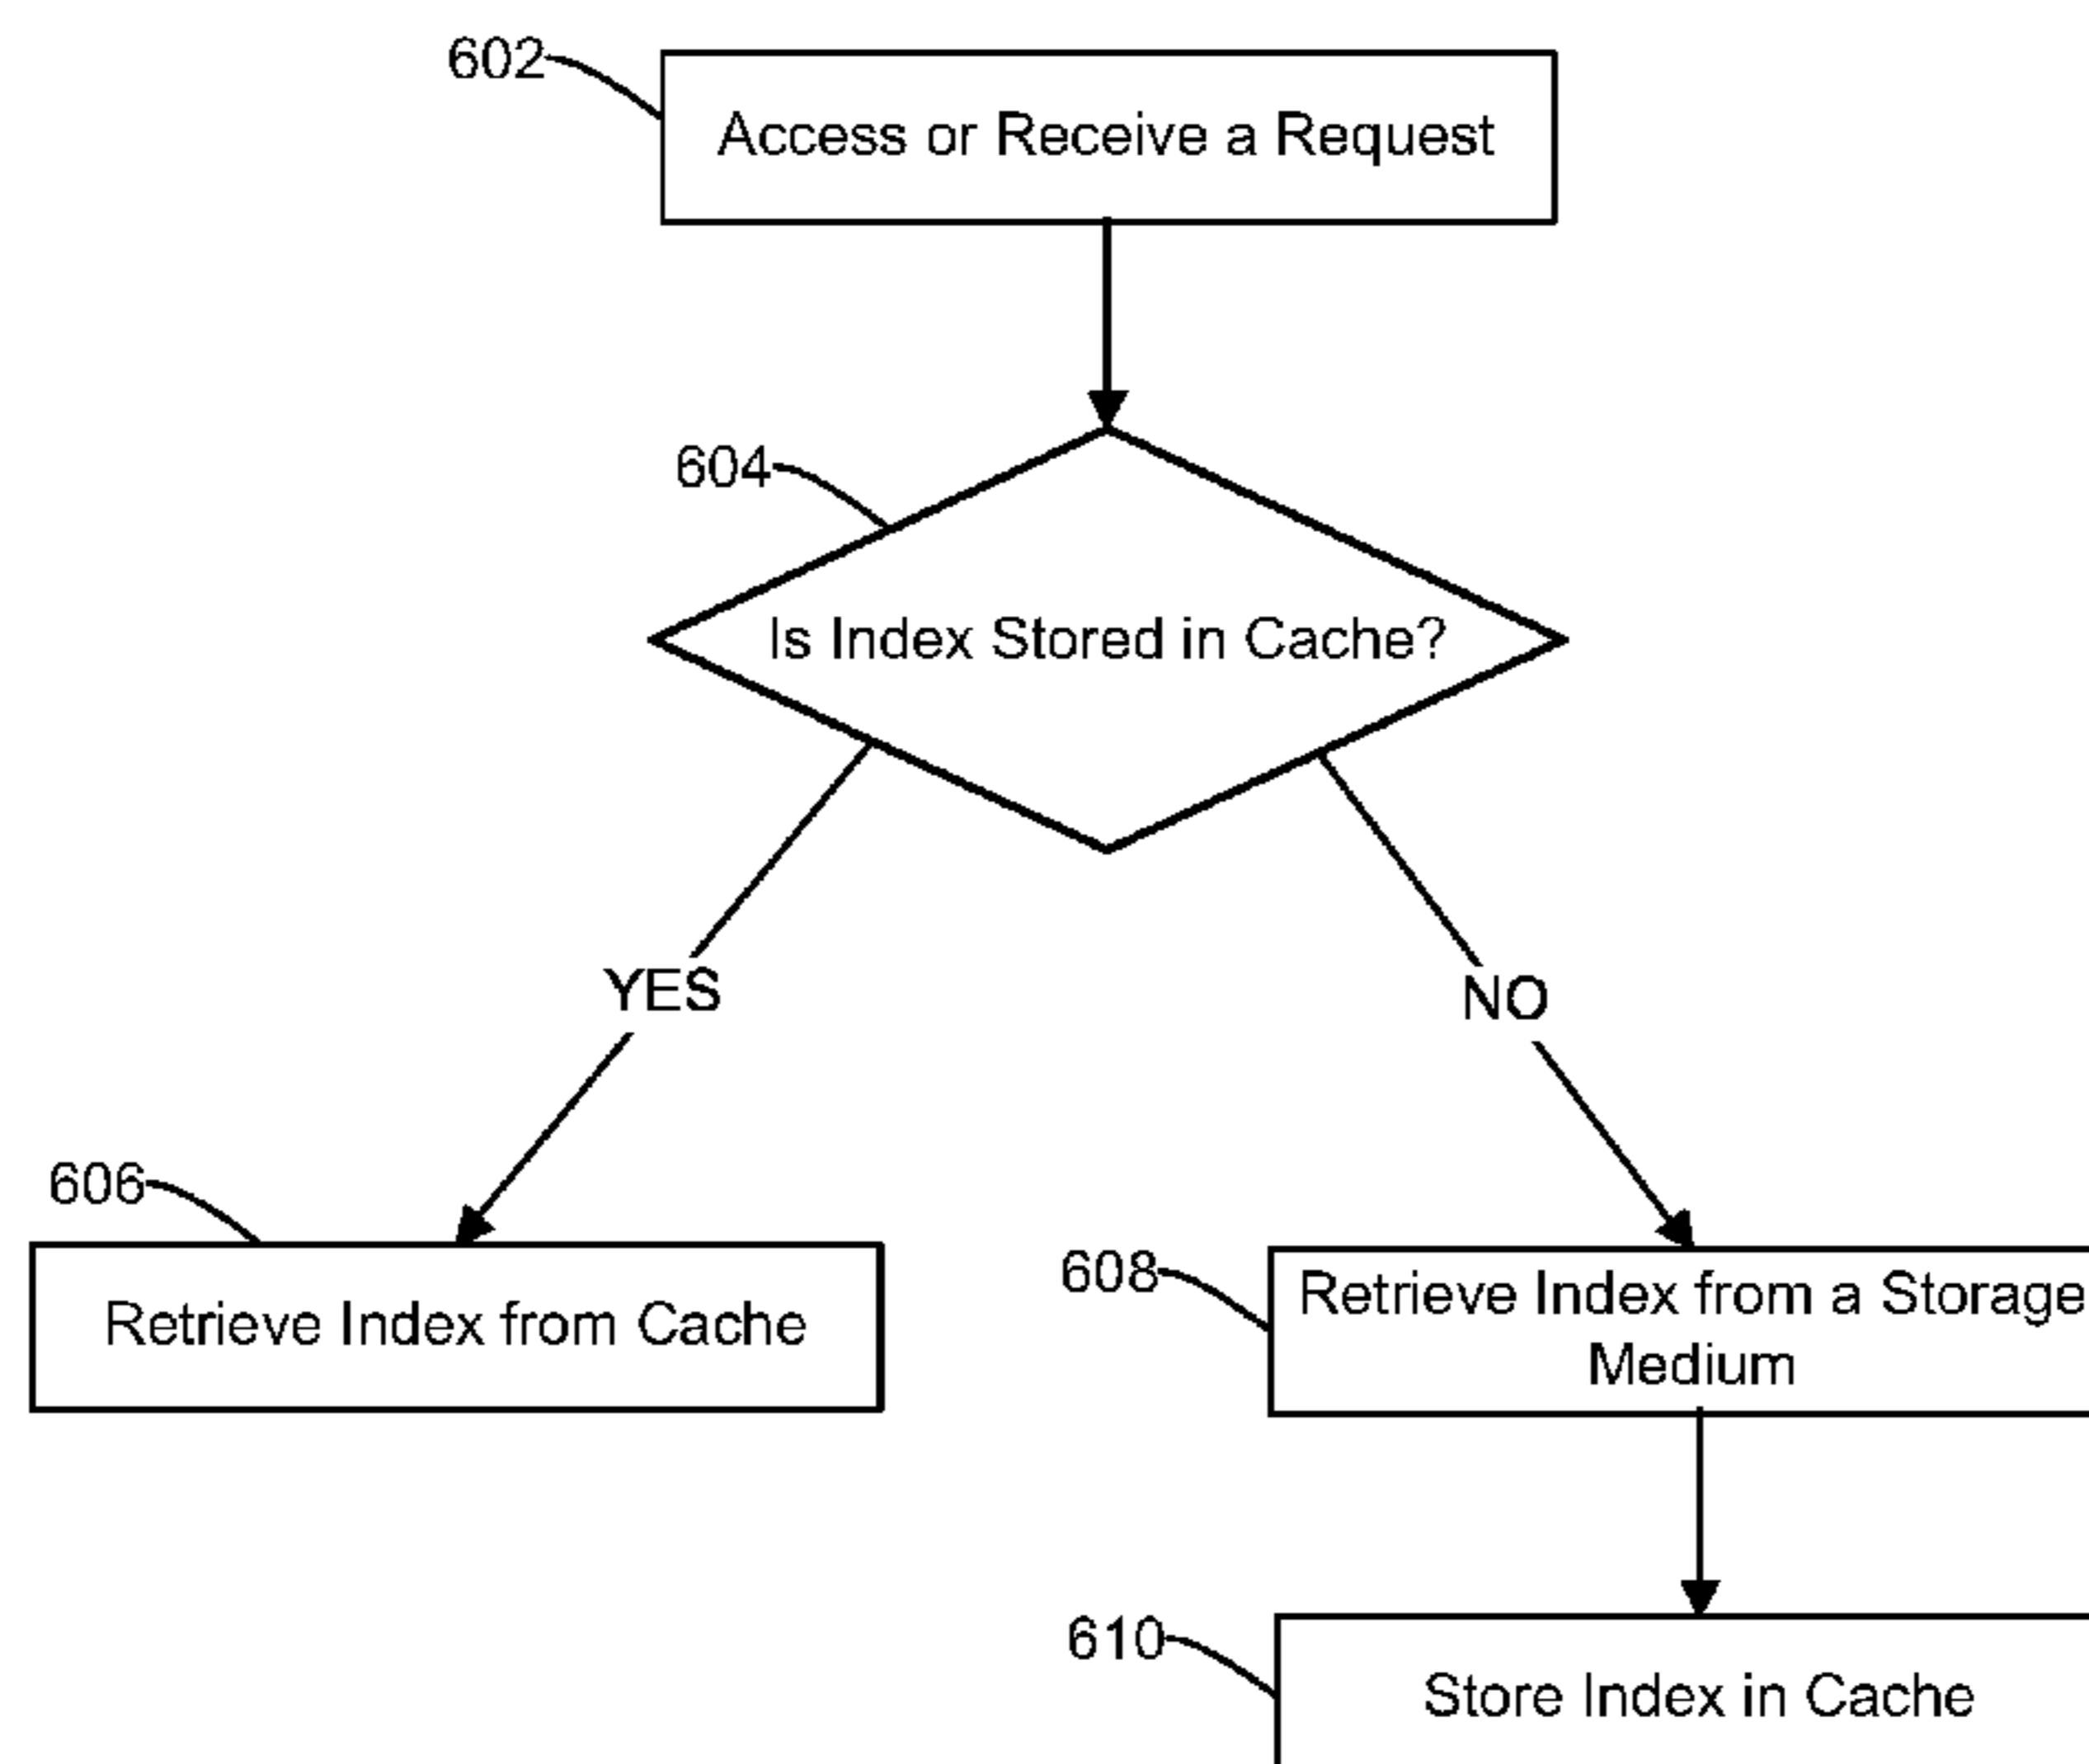 602
Access or Receive a Request
604
Is Index Stored in Cache?
YES
NO
606
Retrieve Index from Cache
608
Retrieve Index from a Storage
Medium
610
Store Index in Cache